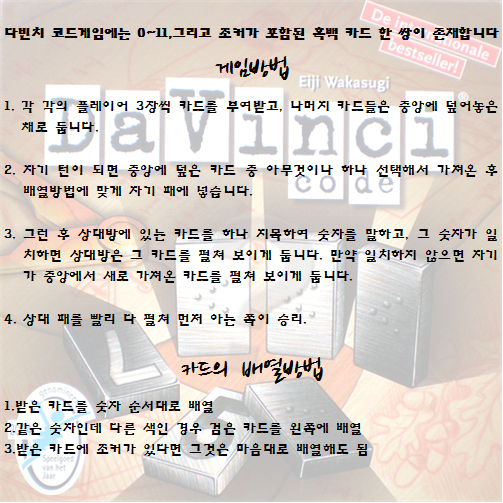 다빈치 코드게임에는 0~11,그리고 조커가 포함된 흑백 카드 한 쌍이 존재합니다
De internationale
bestseller!
게임방법
Eiji Wakasugi
1. 각 각의 플레이어 3장씩 카드를 부여받고, 나머지 카드들은 중앙에 덮어놓은
채로 둡니다.
DaVinci
code
2. 자기 턴이 되면 중앙에 덮은 카드 중 아무것이나 하나 선택해서 가져온 후
배열방법에 맞게 자기 패에 넣습니다.
3. 그런 후 상대방에 있는 카드를 하나 지목하여 숫자를 말하고, 그 숫자가 일
치하면 상대방은 그 카드를 펼쳐 보이게 둡니다. 만약 일치하지 않으면 자기
가 중앙에서 새로 가져온 카드를 펼쳐 보이게 둡니다.
4. 상대 패를 빨리 다 펼쳐 먼저 아는 쪽이 승리.
카드의 배열방법
1.받은 카드를 숫자 순서대로 배열
2.같은 숫자인데 다른 색인 경우 검은 카드를 왼쪽에 배열
3.받은 카드에 조커가 있다면 그것은 마음대로 배열해도 됨
Speelgoed
van het
Jaar